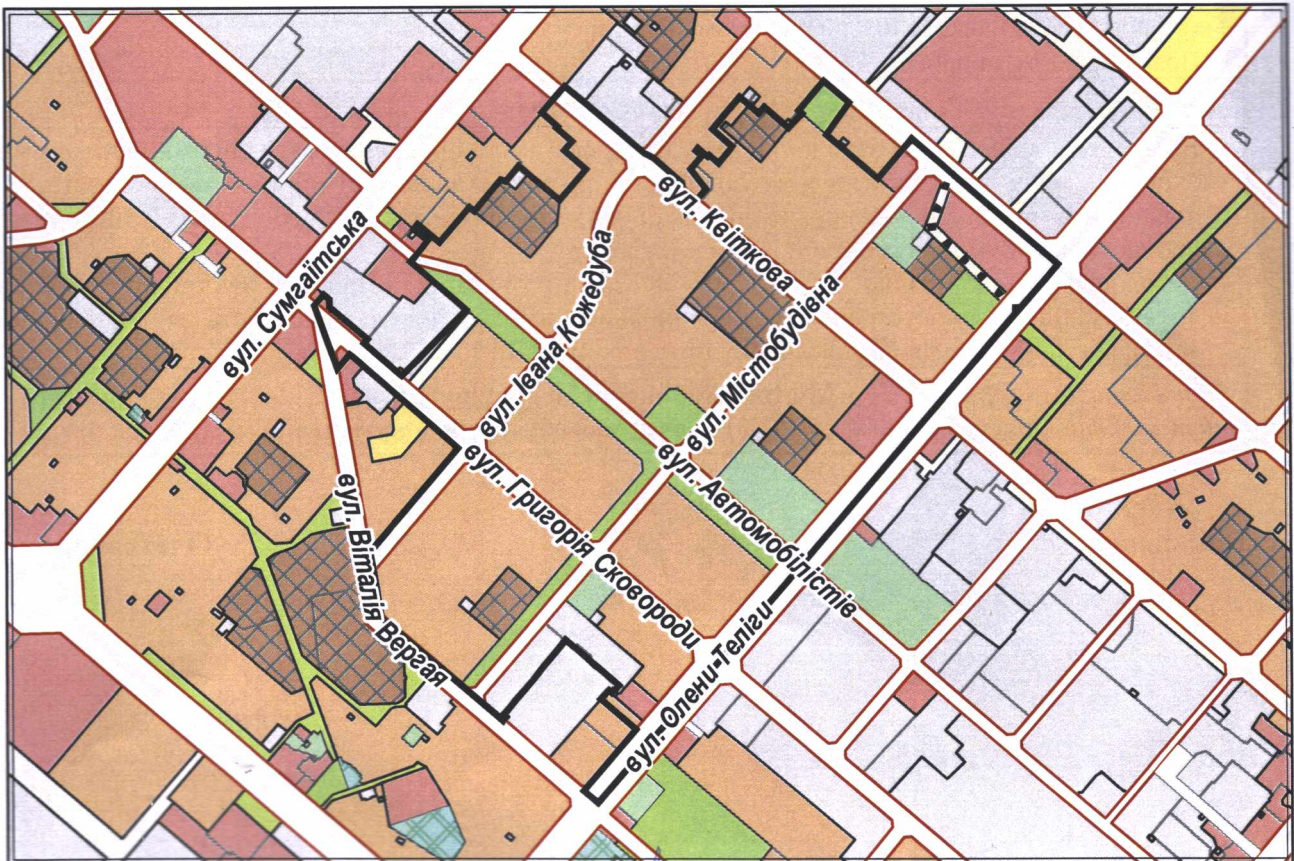 вул. Сумгаїтська
вул. Квіткова
вул. Івана Кожедуба
вул. Містобудівна
вул. Автомобілістів
вул. Григорія Сковороди
вул. Віталія Вергая
вул. Олени Теліги